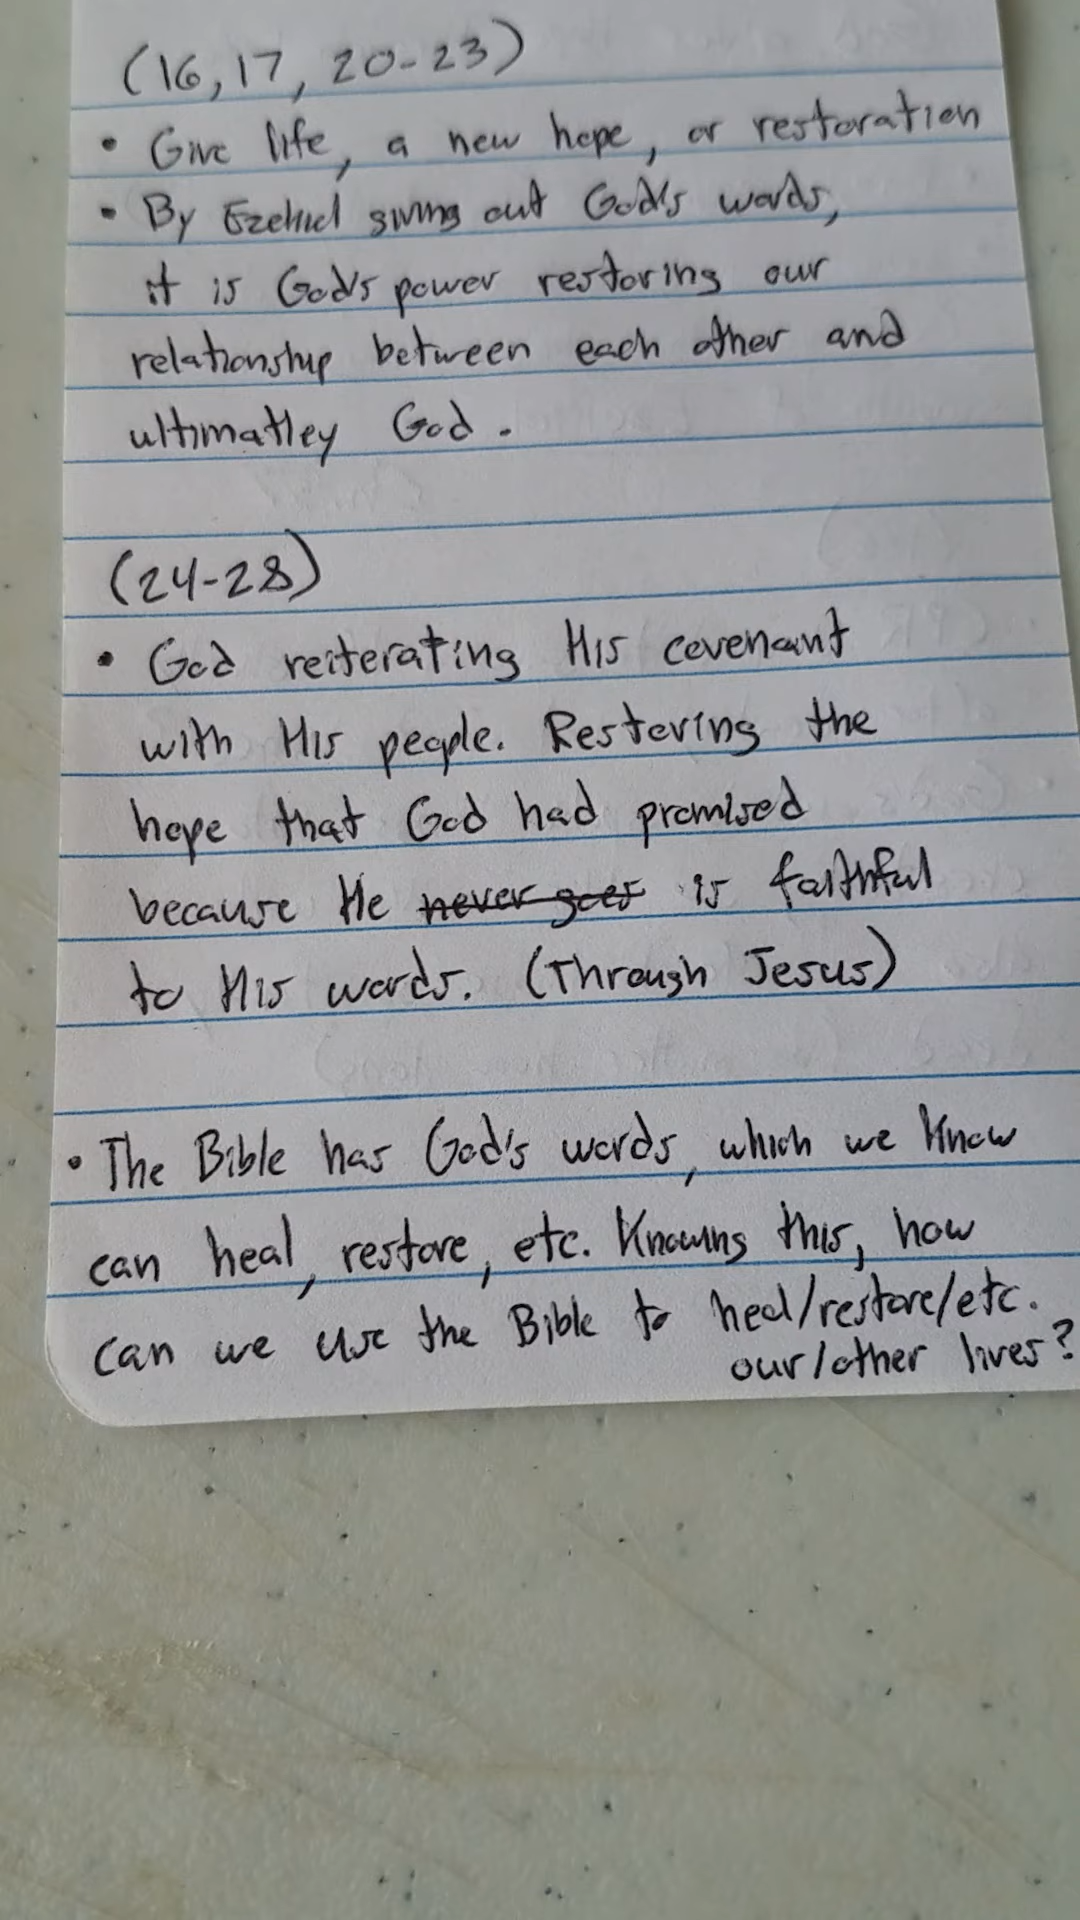 (16, 17, 20-23)
• Give life, a new hope, or restoration
• By Ezekiel giving out God's words,
it is God's power restoring our
relationship between each other and
ultimatley God.
(24-28)
• God reiterating His covenant
with His people. Restoring the
hope that God had promised
because He never goes is faithful
to His words. (Through Jesus)
• The Bible has God's words, which we know
can heal, restore, etc. Knowing this, how
can we use the Bible to heal/restore/etc.
our/other lives?